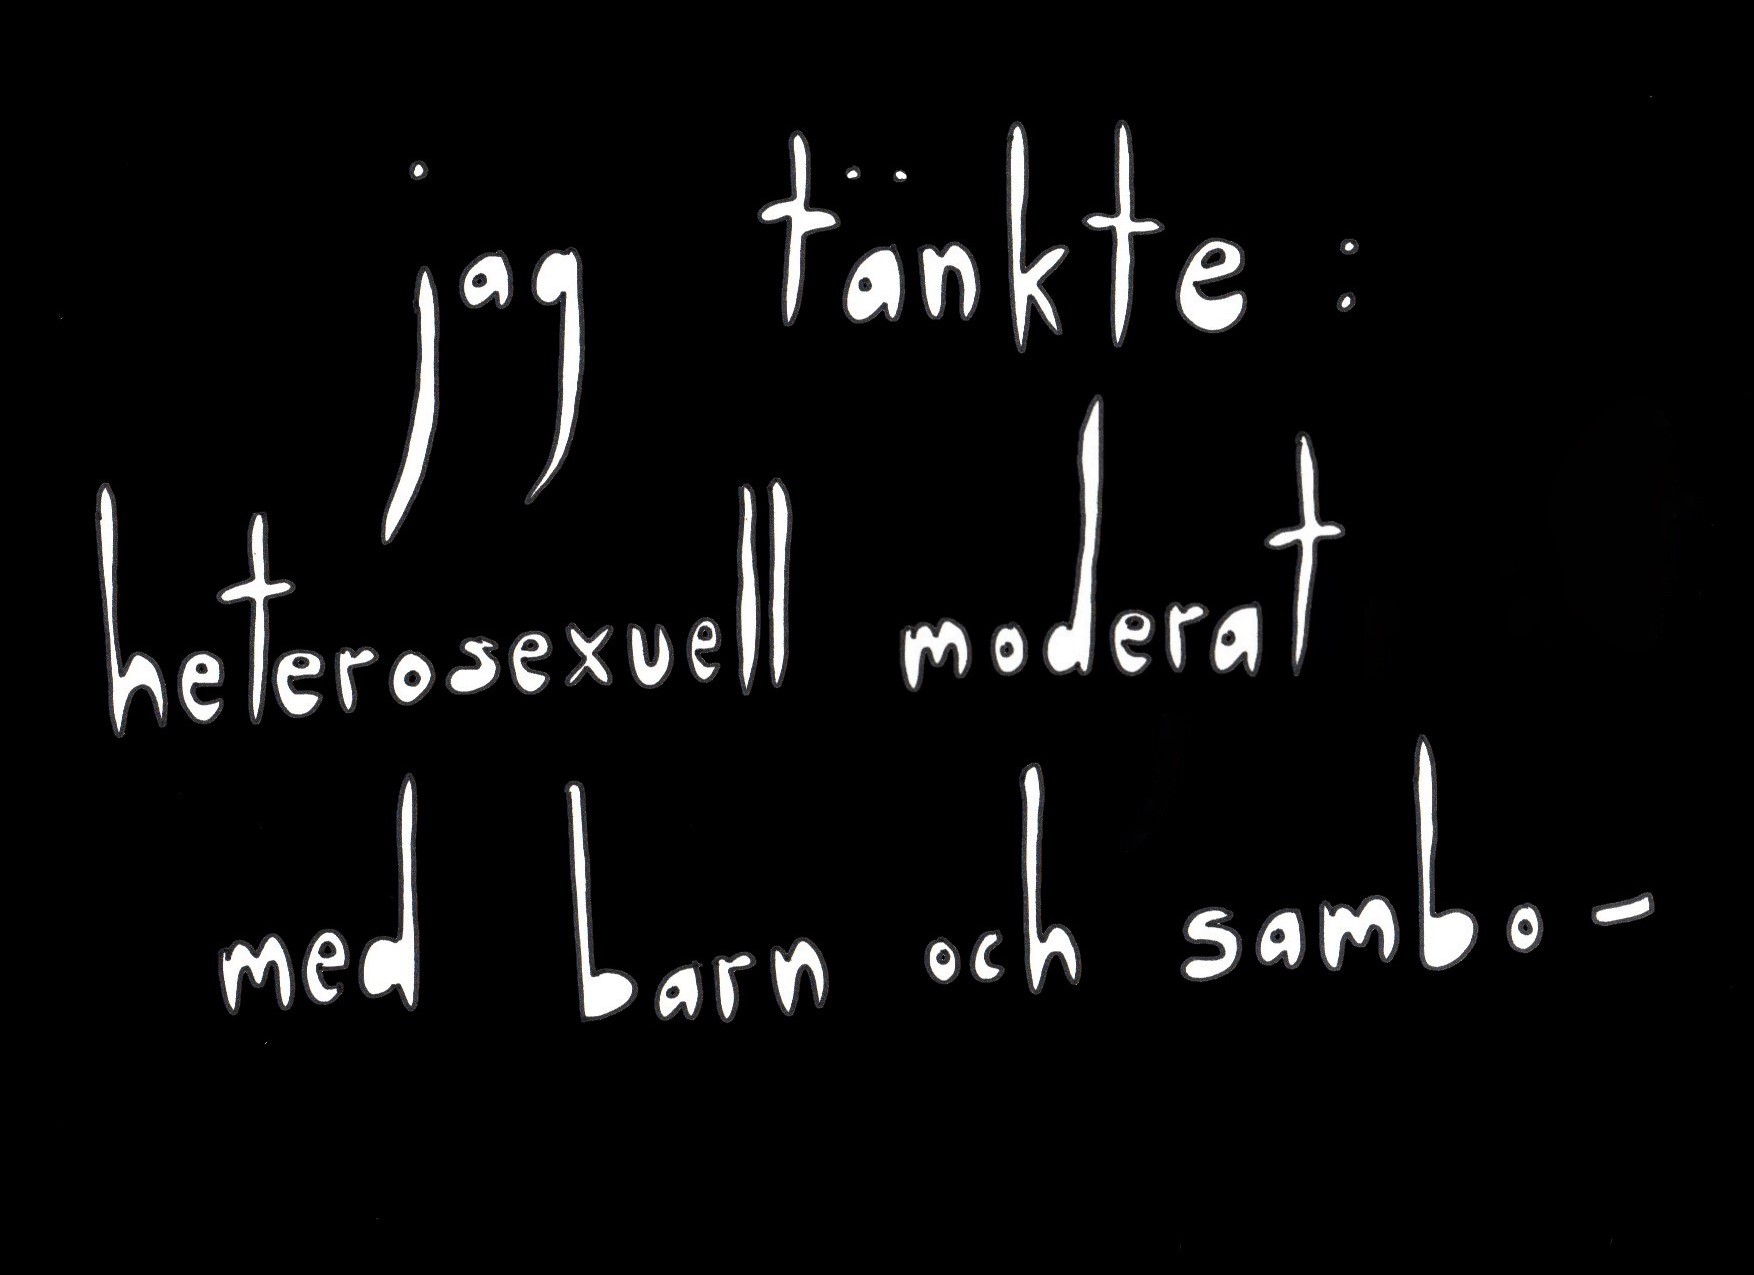 jag tänkte:
heterosexuell moderat
med barn och sambo-